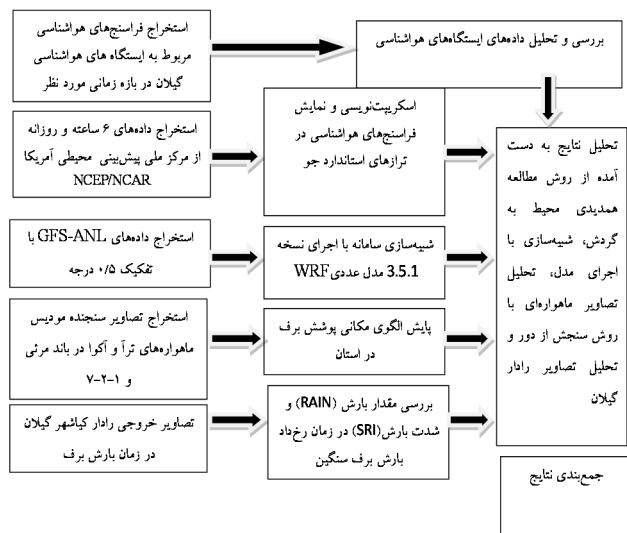 استخراج فراسنج‌های هواشناسی
مربوط به ایستگاه های هواشناسی
گیلان در بازه زمانی مورد نظر
بررسی و تحلیل داده‌های ایستگاه‌های هواشناسی
استخراج داده‌های ۶ ساعته و روزانه
از مرکز ملی پیش‌بینی محیطی آمریکا
NCEP/NCAR
اسکریپت‌نویسی و نمایش
فراسنج‌های هواشناسی در
ترازهای استاندارد جو
استخراج داده‌های GFS-ANL با
تفکیک ۰/۵ درجه
شبیه‌سازی سامانه با اجرای نسخه
3.5.1 مدل عددی WRF
استخراج تصاویر سنجنده مودیس
ماهواره‌های ترآ و آکوا در باند مرئی
و ۱-۲-۷
پایش الگوی مکانی پوشش برف
در استان
تصاویر خروجی رادار کیاشهر گیلان
در زمان بارش برف
بررسی مقدار بارش (RAIN) و
شدت بارش(SRI) در زمان رخ‌داد
بارش برف سنگین
تحلیل نتایج به دست
آمده از روش مطالعه
همدیدی محیط به
گردش، شبیه‌سازی با
اجرای مدل، تحلیل
تصاویر ماهواره‌ای با
روش سنجش از دور و
تحلیل تصاویر رادار
گیلان
جمع‌بندی نتایج